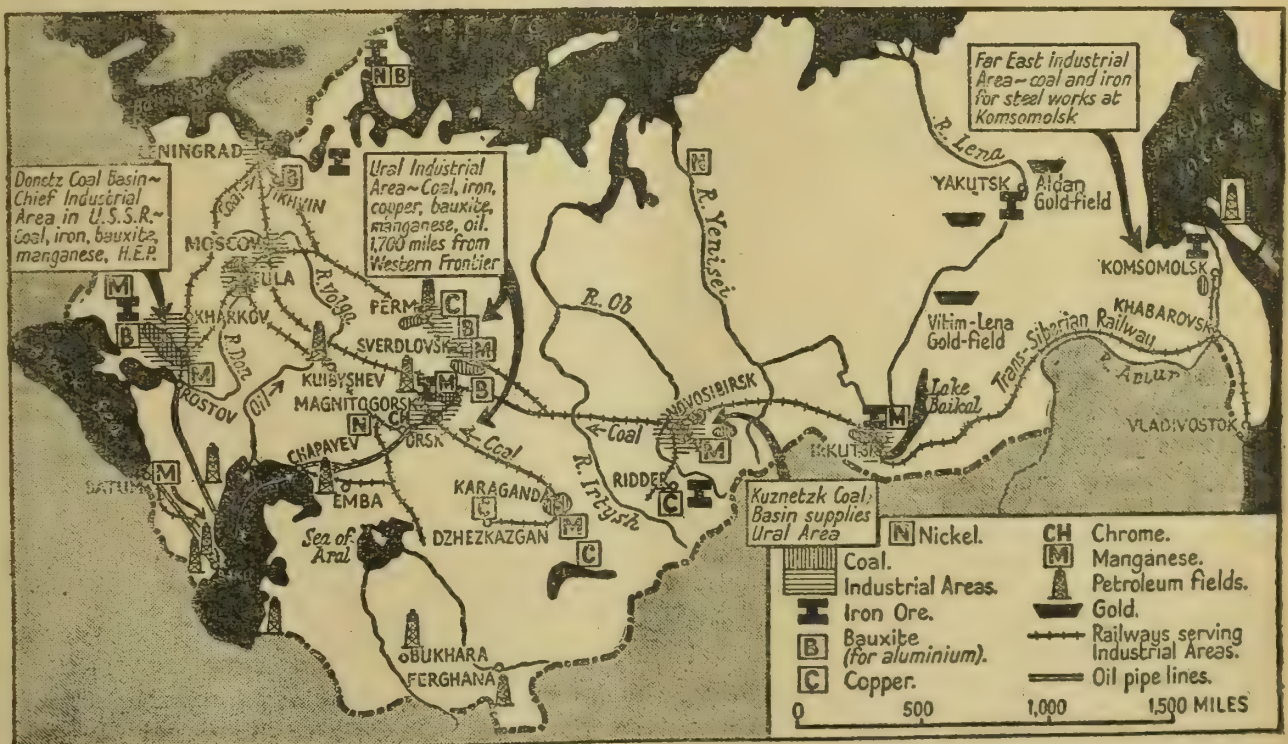 Donetz Coal Basin~
Chief Industrial
Area in U.S.S.R.~
Coal, iron, bauxite,
manganese, H.E.P.
Ural Industrial
Area~Coal, iron,
copper, bauxite,
manganese, oil.
1,700 miles from
Western Frontier
Far East industrial
Area~coal and iron
for steel works at
Komsomolsk
Kuznetzk Coal
Basin supplies
Ural Area
N B
LENINGRAD
B
TIKHVIN
Coal
MOSCOW
TULA
R. Volga
M
B
KHARKOV
R. Don
M
ROSTOV
Oil
PERM
C
B
SVERDLOVSK
M
KUIBYSHEV
MAGNITOGORSK
M
B
N
CH
ORSK
CHAPAYEV
Coal
EMBA
BATUM
M
Sea of
Aral
KARAGANDA
C
M
DZHEZKAZGAN
C
BUKHARA
FERGHANA
R. Ob
Coal
R. Irtysh
NOVOSIBIRSK
M
RIDDER
C
N
R. Yenisei
R. Lena
YAKUTSK
Aldan
Gold-field
Vitim-Lena
Gold-field
M
Lake
Baikal
IRKUTSK
Trans-Siberian Railway
KOMSOMOLSK
KHABAROVSK
R. Amur
VLADIVOSTOK
N Nickel.
Coal.
Industrial Areas.
Iron Ore.
B Bauxite
(for aluminium).
C Copper.
CH Chrome.
M Manganese.
Petroleum fields.
Gold.
Railways serving
Industrial Areas.
Oil pipe lines.
0 500 1,000 1,500 MILES